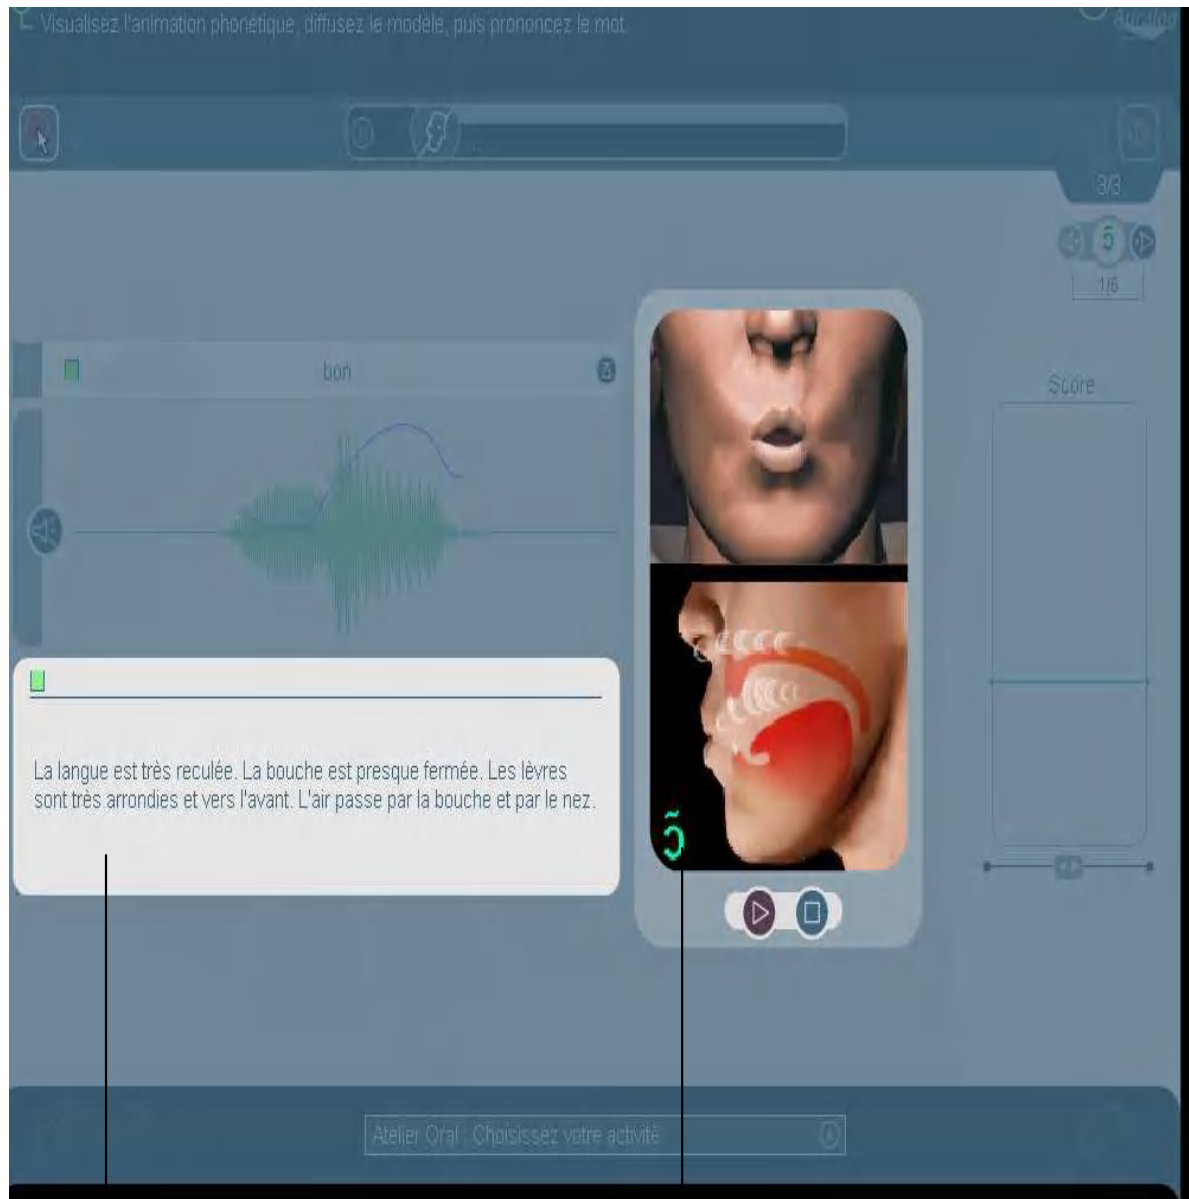 Visualisez l'animation phonétique, diffusez le modèle, puis prononcez le mot.
3/3
ɔ̃
1/6
bon
Score
La langue est très reculée. La bouche est presque fermée. Les lèvres
sont très arrondies et vers l'avant. L'air passe par la bouche et par le nez.
ɔ̃
Atelier Oral : Choisissez votre activité